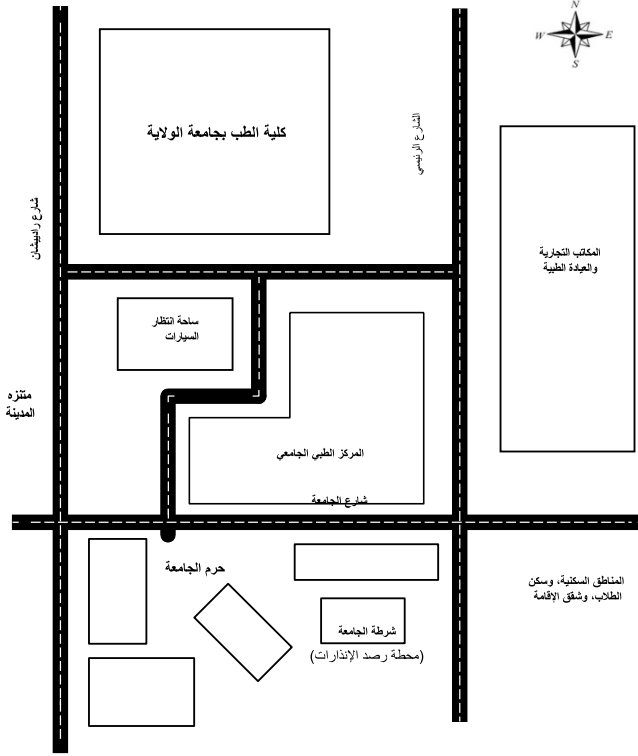 N
W E
S
كلية الطب بجامعة الولاية
الشارع الرئيسي
شارع رادييشان
المكاتب التجارية
والعيادة الطبية
ساحة انتظار
السيارات
متنزه
المدينة
المركز الطبي الجامعي
شارع الجامعة
حرم الجامعة
المناطق السكنية، وسكن
الطلاب، وشقق الإقامة
شرطة الجامعة
(محطة رصد الإنذارات)